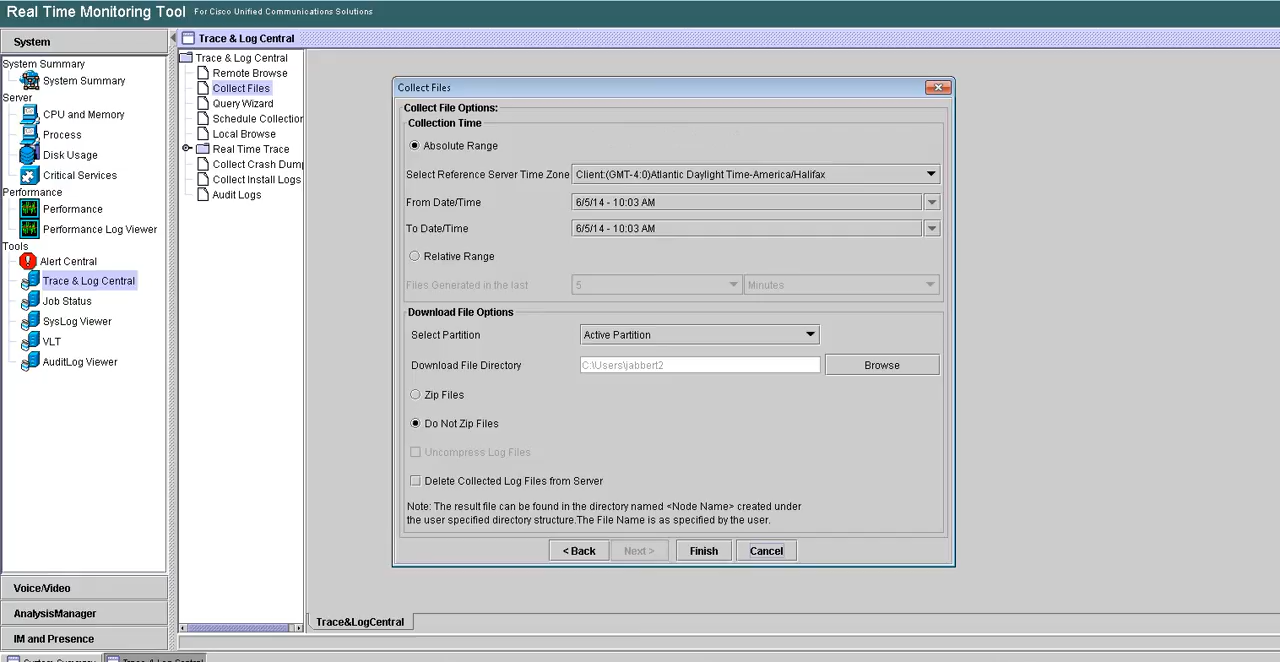 Real Time Monitoring Tool For Cisco Unified Communications Solutions
System
System Summary
System Summary
Server
CPU and Memory
Process
Disk Usage
Critical Services
Performance
Performance
Performance Log Viewer
Tools
Alert Central
Trace & Log Central
Job Status
SysLog Viewer
VLT
AuditLog Viewer
Voice/Video
AnalysisManager
IM and Presence
Trace & Log Central
Trace & Log Central
Remote Browse
Collect Files
Query Wizard
Schedule Collection
Local Browse
Real Time Trace
Collect Crash Dump
Collect Install Logs
Audit Logs
Collect Files
Collect File Options:
Collection Time
Absolute Range
Select Reference Server Time Zone Client:(GMT-4:0)Atlantic Daylight Time-America/Halifax
From Date/Time 6/5/14 - 10:03 AM
To Date/Time 6/5/14 - 10:03 AM
Relative Range
Files Generated in the last 5 Minutes
Download File Options
Select Partition Active Partition
Download File Directory C:\Users\jabbert2 Browse
Zip Files
Do Not Zip Files
Uncompress Log Files
Delete Collected Log Files from Server
Note: The result file can be found in the directory named <Node Name> created under
the user specified directory structure.The File Name is as specified by the user.
< Back Next > Finish Cancel
Trace&LogCentral
System Summary Trace & Log Central